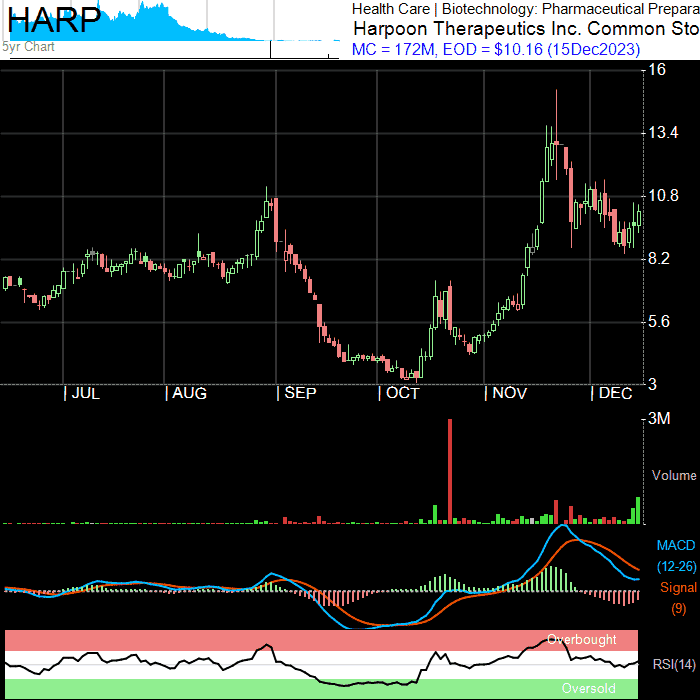 HARP
5yr Chart
Health Care | Biotechnology: Pharmaceutical Prepara
Harpoon Therapeutics Inc. Common Sto
MC = 172M, EOD = $10.16 (15Dec2023)
16
13.4
10.8
8.2
5.6
3
| JUL | AUG | SEP | OCT | NOV | DEC
3M
Volume
MACD
(12-26)
Signal
(9)
Overbought
RSI(14)
Oversold